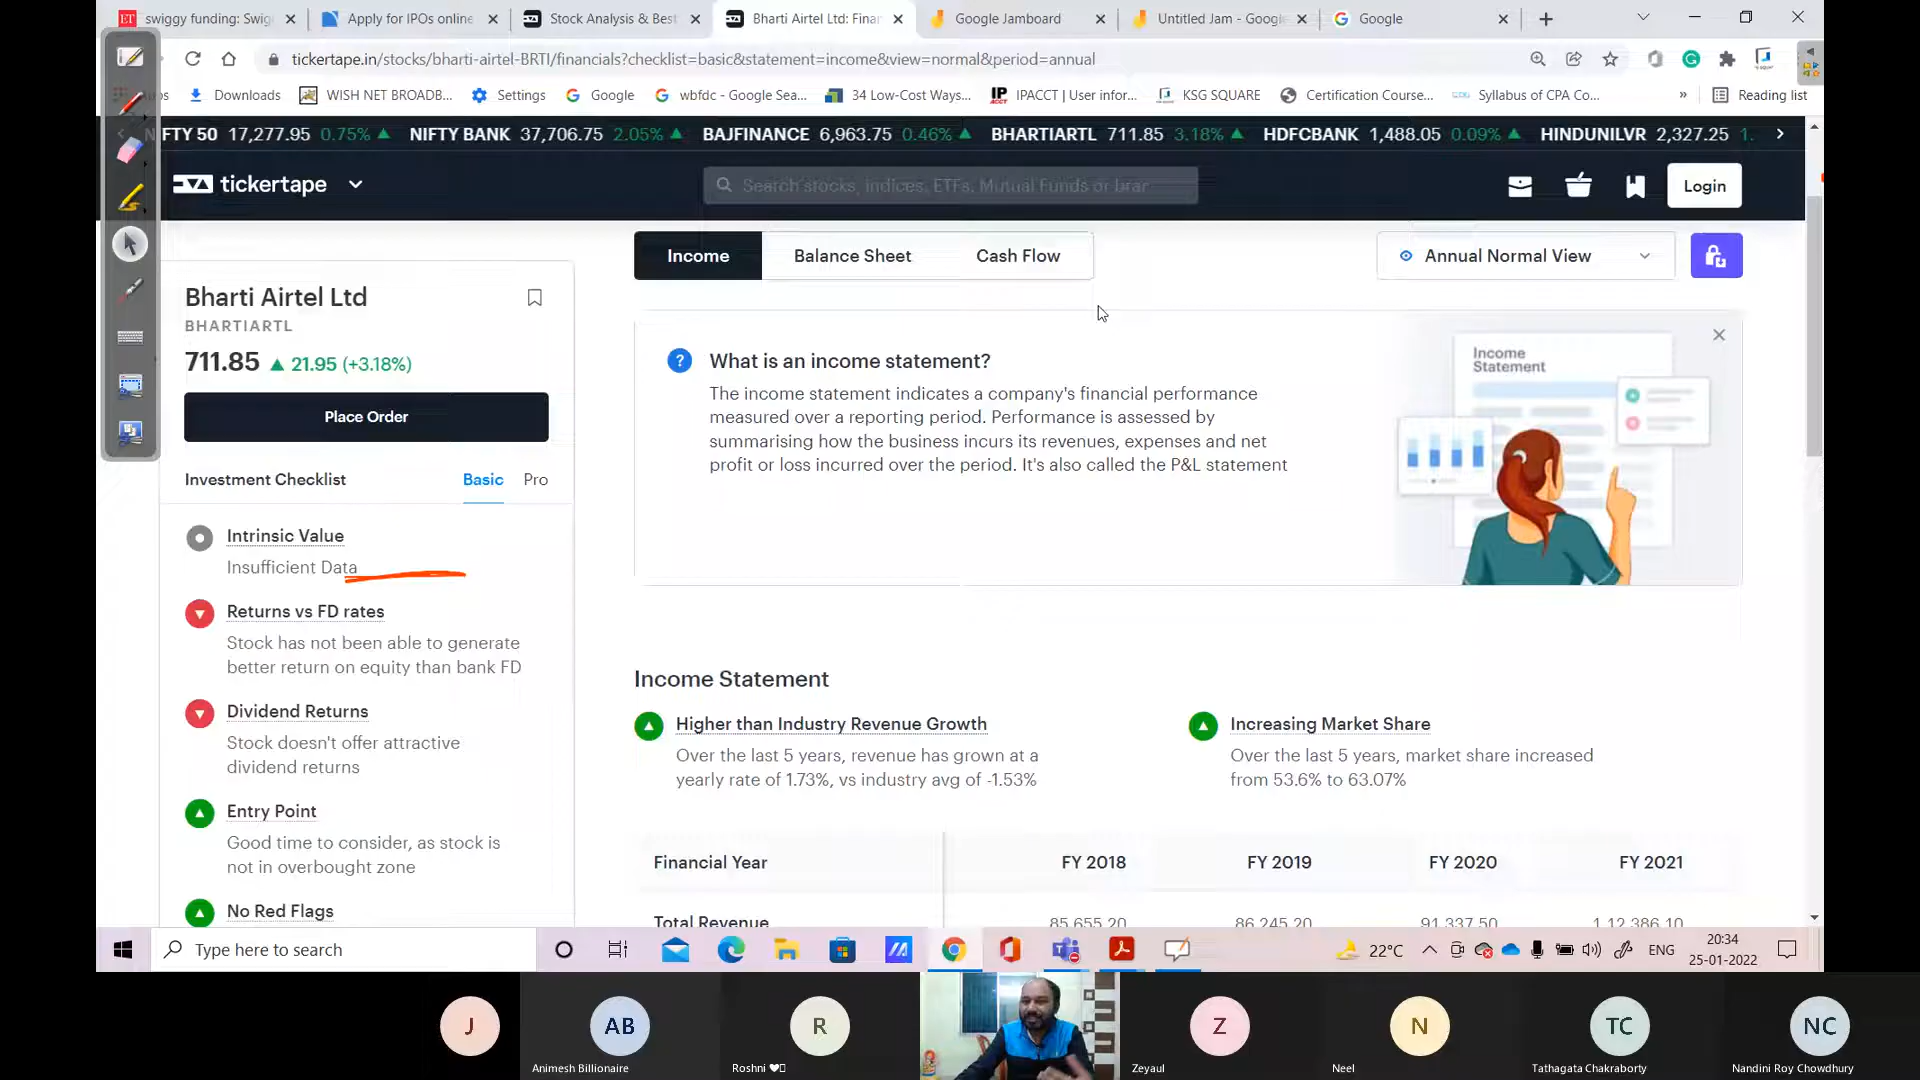 swiggy funding: Swig
Apply for IPOs online
Stock Analysis & Best
Bharti Airtel Ltd: Finan
Google Jamboard
Untitled Jam - Google
Google
tickertape.in/stocks/bharti-airtel-BRTI/financials?checklist=basic&statement=income&view=normal&period=annual
Downloads
WISH NET BROADB...
Settings
Google
wbfdc - Google Sea...
34 Low-Cost Ways...
IPACCT | User infor...
KSG SQUARE
Certification Course...
Syllabus of CPA Co...
»
Reading list
IFTY 50 17,277.95 0.75%
NIFTY BANK 37,706.75 2.05%
BAJFINANCE 6,963.75 0.46%
BHARTIARTL 711.85 3.18%
HDFCBANK 1,488.05 0.09%
HINDUNILVR 2,327.25 1.
tickertape
Search stocks, indices, ETFs, Mutual Funds or brar
Login
Income
Balance Sheet
Cash Flow
Annual Normal View
Bharti Airtel Ltd
BHARTIARTL
711.85 21.95 (+3.18%)
Place Order
Investment Checklist
Basic
Pro
Intrinsic Value
Insufficient Data
Returns vs FD rates
Stock has not been able to generate
better return on equity than bank FD
Dividend Returns
Stock doesn't offer attractive
dividend returns
Entry Point
Good time to consider, as stock is
not in overbought zone
No Red Flags
What is an income statement?
The income statement indicates a company's financial performance
measured over a reporting period. Performance is assessed by
summarising how the business incurs its revenues, expenses and net
profit or loss incurred over the period. It's also called the P&L statement
Income
Statement
Income Statement
Higher than Industry Revenue Growth
Over the last 5 years, revenue has grown at a
yearly rate of 1.73%, vs industry avg of -1.53%
Increasing Market Share
Over the last 5 years, market share increased
from 53.6% to 63.07%
Financial Year FY 2018 FY 2019 FY 2020 FY 2021
Total Revenue 85,655.20 86,245.20 91,337.50 1,12,386.10
Type here to search
22°C
ENG
20:34
25-01-2022
J
AB
Animesh Billionaire
R
Roshni
Z
Zeyaul
N
Neel
TC
Tathagata Chakraborty
NC
Nandini Roy Chowdhury